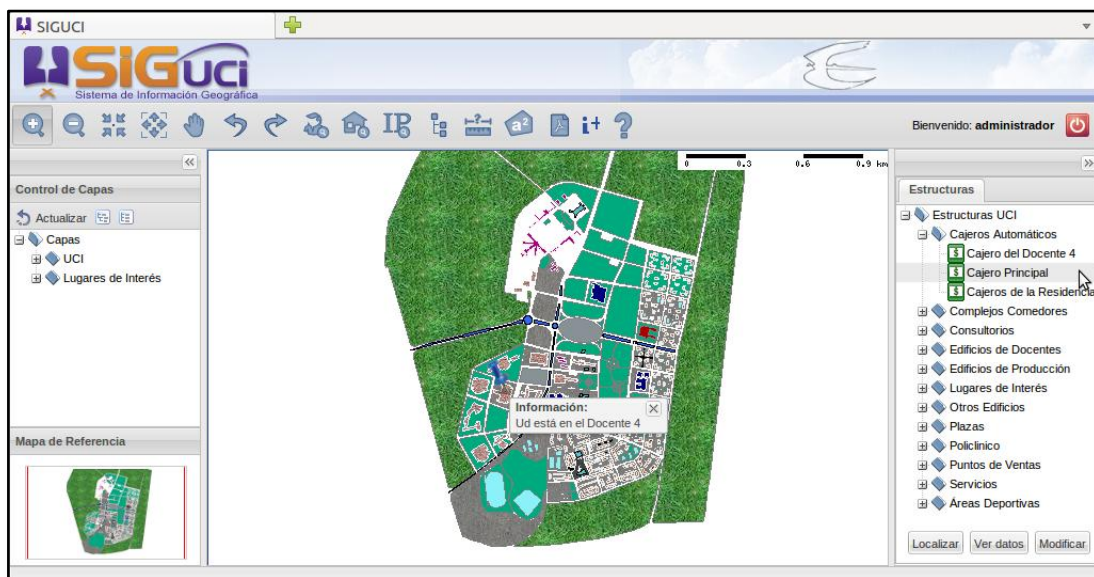 SIGUCI
SiGuci
Sistema de Información Geográfica
IP
a²
i+
?
Bienvenido: administrador
Control de Capas
Actualizar
Capas
UCI
Lugares de Interés
Mapa de Referencia
0 0.3 0.6 0.9 km
Información:
Ud está en el Docente 4
Estructuras
Estructuras UCI
Cajeros Automáticos
$ Cajero del Docente 4
$ Cajero Principal
$ Cajeros de la Residencia
Complejos Comedores
Consultorios
Edificios de Docentes
Edificios de Producción
Lugares de Interés
Otros Edificios
Plazas
Policlínico
Puntos de Ventas
Servicios
Áreas Deportivas
Localizar Ver datos Modificar